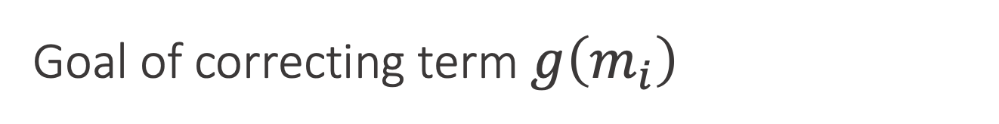 Goal of correcting term g(mᵢ)